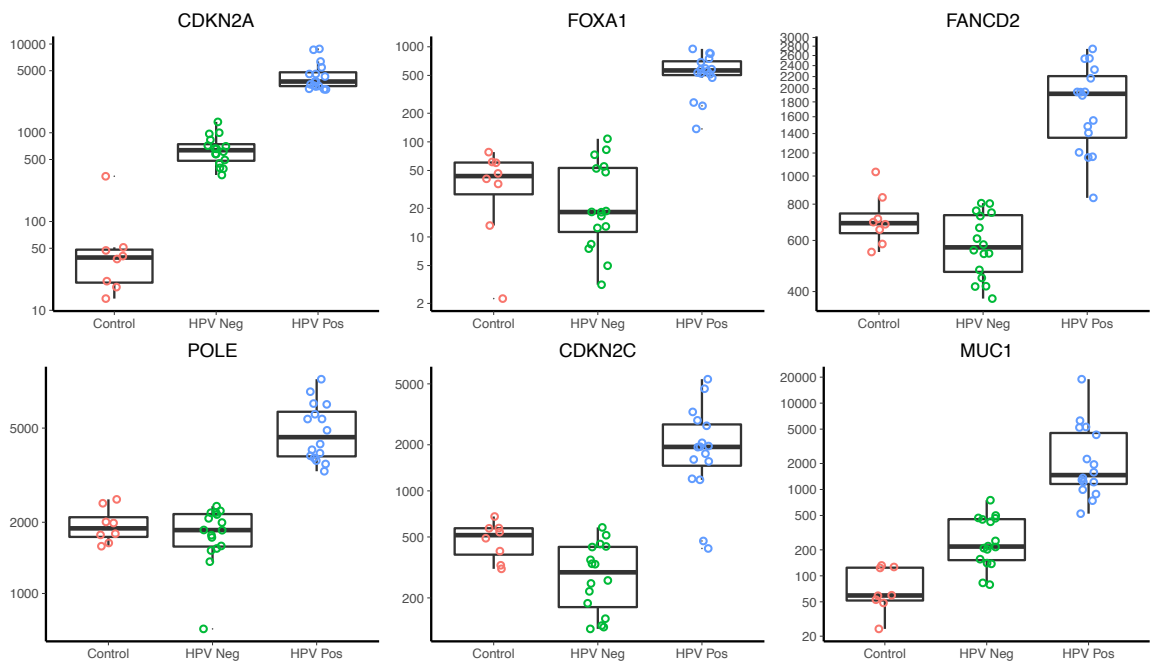 CDKN2A
10000
5000
1000
500
100
50
10
Control
HPV Neg
HPV Pos
FOXA1
1000
500
200
100
50
20
10
5
2
Control
HPV Neg
HPV Pos
FANCD2
3000
2800
2600
2400
2200
2000
1800
1600
1400
1200
1000
800
600
400
Control
HPV Neg
HPV Pos
POLE
5000
2000
1000
Control
HPV Neg
HPV Pos
CDKN2C
5000
2000
1000
500
200
Control
HPV Neg
HPV Pos
MUC1
20000
10000
5000
2000
1000
500
200
100
50
20
Control
HPV Neg
HPV Pos